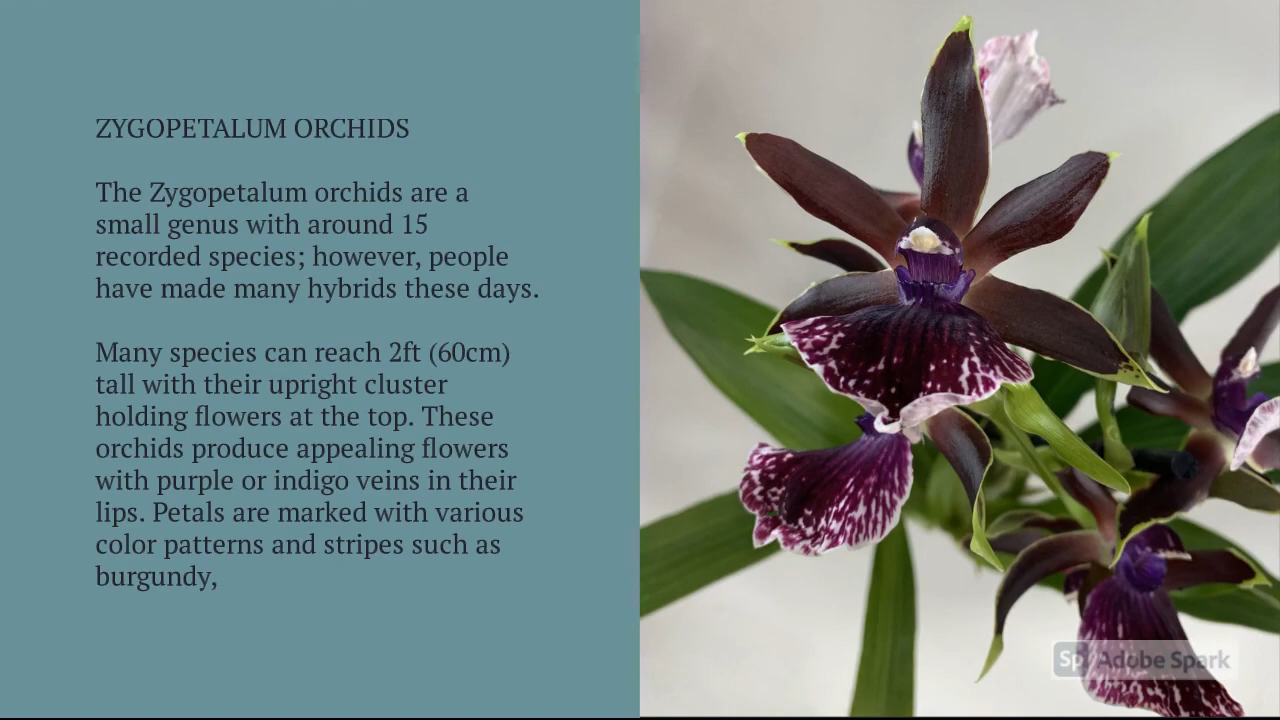 ZYGOPETALUM ORCHIDS
The Zygopetalum orchids are a
small genus with around 15
recorded species; however, people
have made many hybrids these days.
Many species can reach 2ft (60cm)
tall with their upright cluster
holding flowers at the top. These
orchids produce appealing flowers
with purple or indigo veins in their
lips. Petals are marked with various
color patterns and stripes such as
burgundy,
Sp Adobe Spark